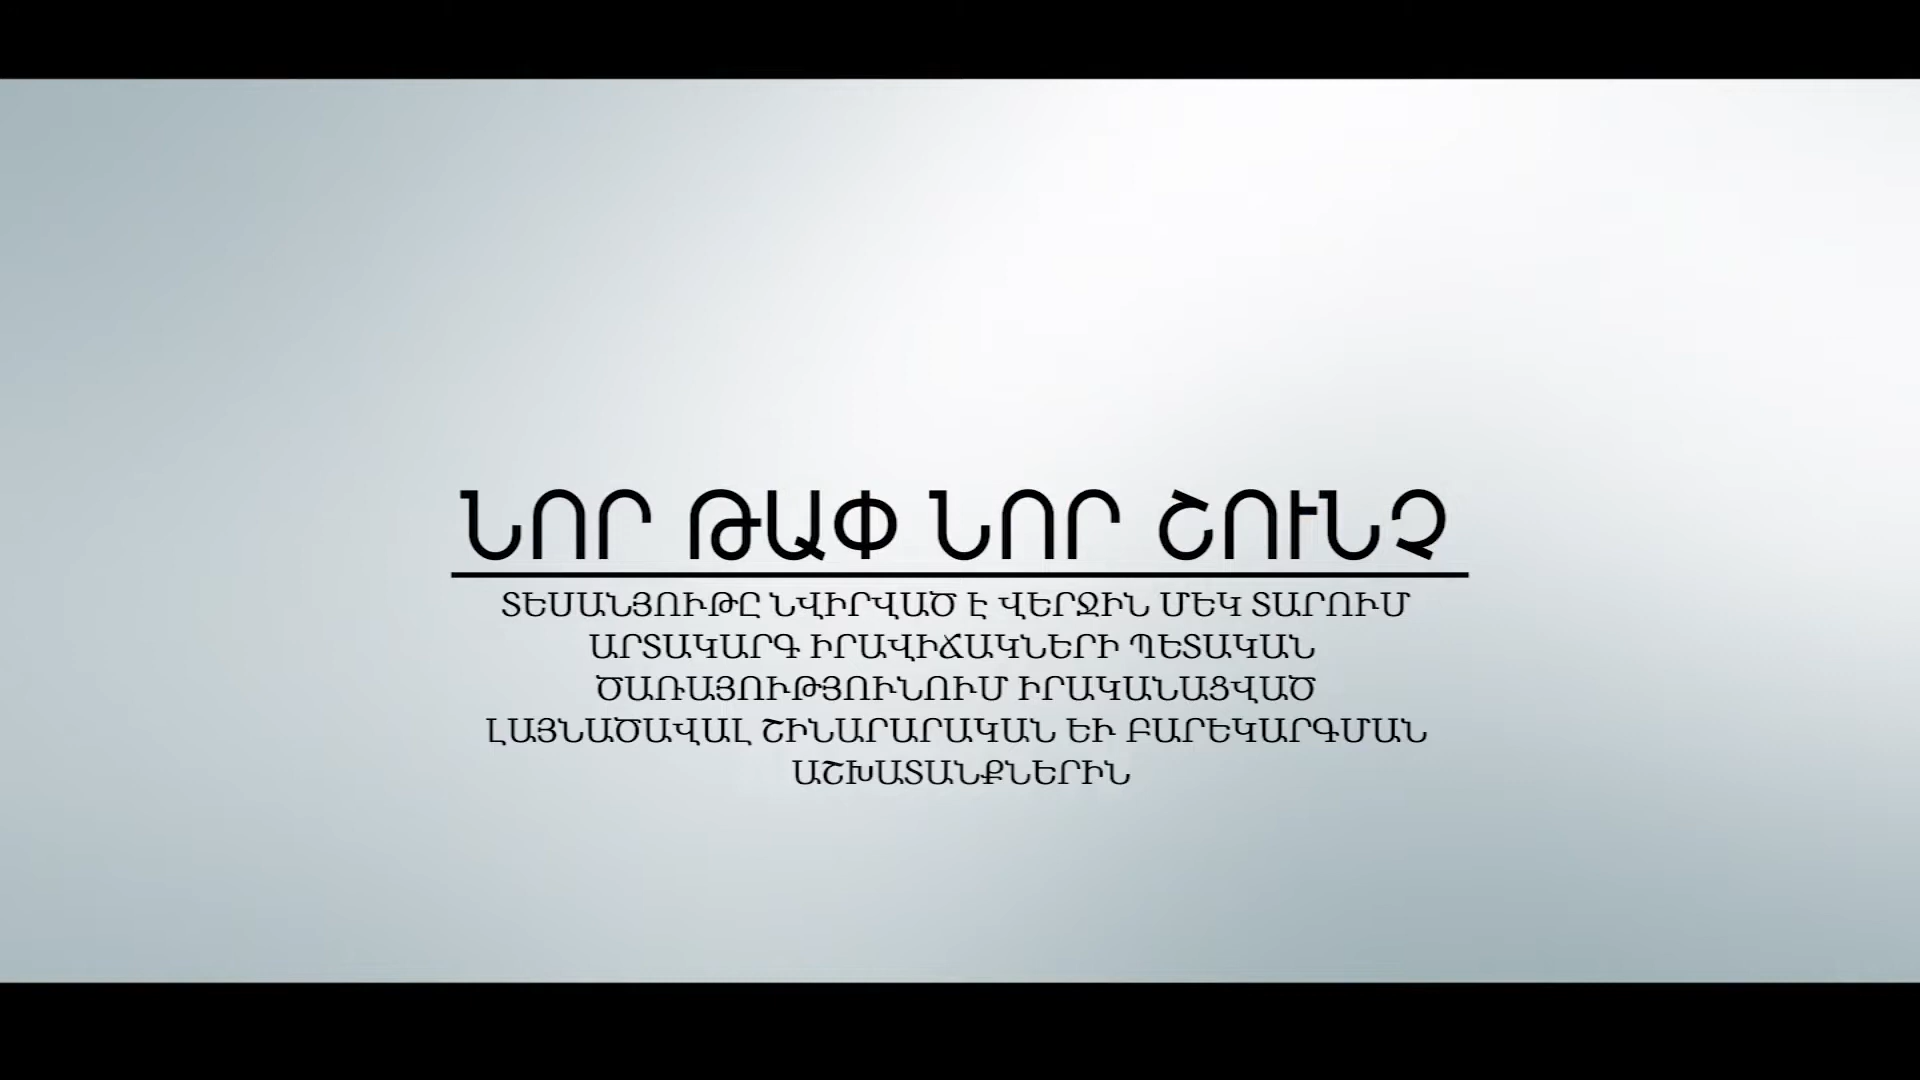 ՆՈՐ ԹԱՓ ՆՈՐ ՇՈՒՆՉ
ՏԵՍԱՆՅՈՒԹԸ ՆՎԻՐՎԱԾ Է ՎԵՐՋԻՆ ՄԵԿ ՏԱՐՈՒՄ
ԱՐՏԱԿԱՐԳ ԻՐԱՎԻՃԱԿՆԵՐԻ ՊԵՏԱԿԱՆ
ԾԱՌԱՅՈՒԹՅՈՒՆՈՒՄ ԻՐԱԿԱՆԱՑՎԱԾ
ԼԱՅՆԱԾԱՎԱԼ ՇԻՆԱՐԱՐԱԿԱՆ ԵՒ ԲԱՐԵԿԱՐԳՄԱՆ
ԱՇԽԱՏԱՆՔՆԵՐԻՆ